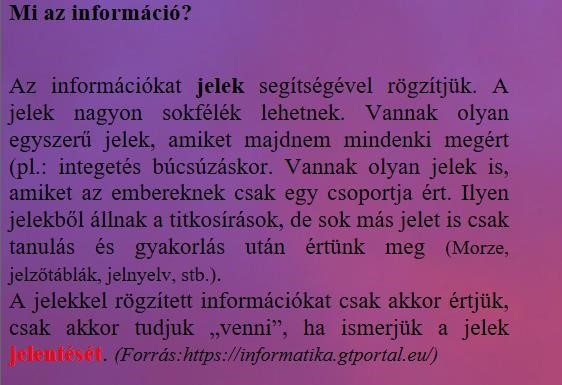 Mi az információ?
Az információkat jelek segítségével rögzítjük. A
jelek nagyon sokfélék lehetnek. Vannak olyan
egyszerű jelek, amiket majdnem mindenki megért
(pl.: integetés búcsúzáskor. Vannak olyan jelek is,
amiket az embereknek csak egy csoportja ért. Ilyen
jelekből állnak a titkosírások, de sok más jelet is csak
tanulás és gyakorlás után értünk meg (Morze,
jelzőtáblák, jelnyelv, stb.).
A jelekkel rögzített információkat csak akkor értjük,
csak akkor tudjuk „venni”, ha ismerjük a jelek
jelentését. (Forrás:https://informatika.gtportal.eu/)